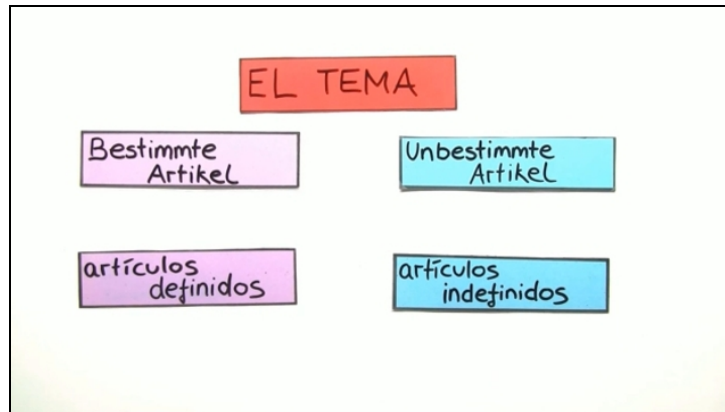 EL TEMA
Bestimmte
Artikel
Unbestimmte
Artikel
artículos
definidos
artículos
indefinidos